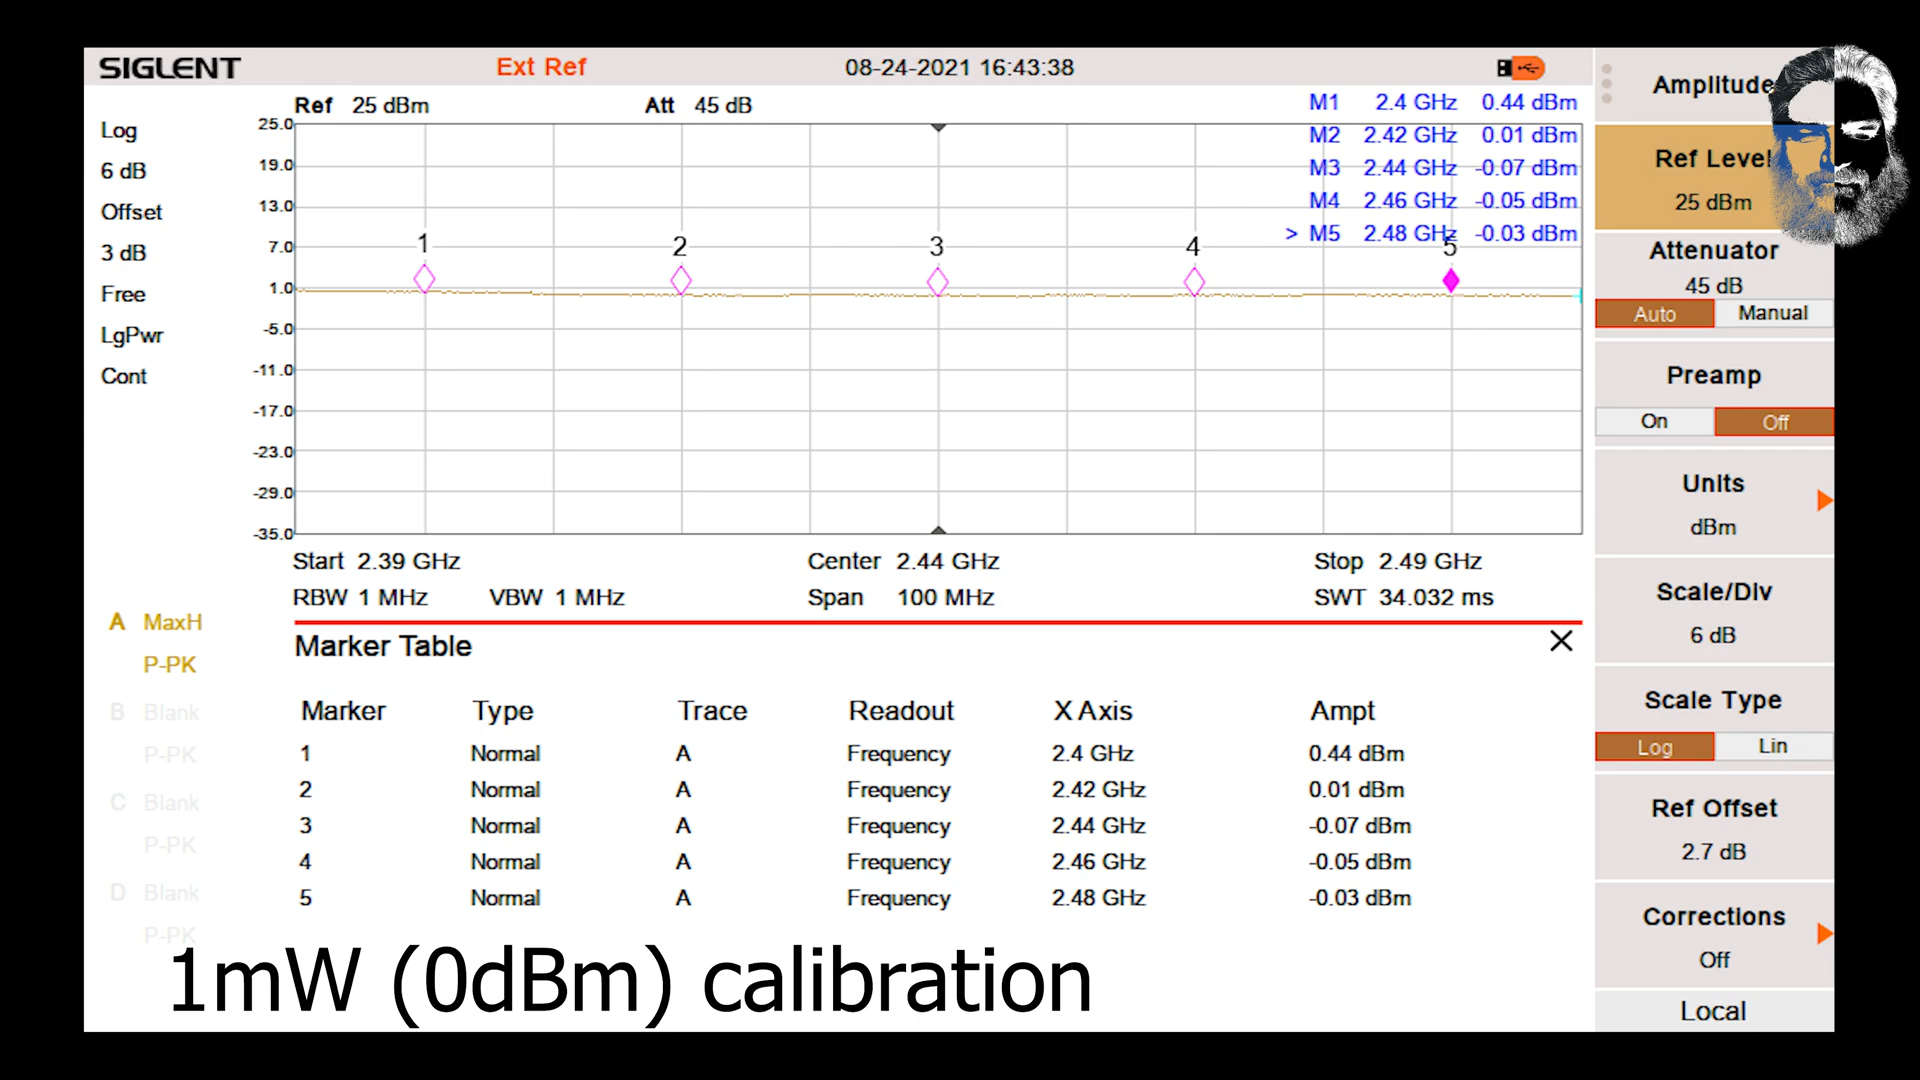 SIGLENT Ext Ref 08-24-2021 16:43:38
Ref 25 dBm Att 45 dB
M1 2.4 GHz 0.44 dBm
M2 2.42 GHz 0.01 dBm
M3 2.44 GHz -0.07 dBm
M4 2.46 GHz -0.05 dBm
> M5 2.48 GHz -0.03 dBm
Log
6 dB
Offset
3 dB
Free
LgPwr
Cont
25.0
19.0
13.0
7.0
1.0
-5.0
-11.0
-17.0
-23.0
-29.0
-35.0
1 2 3 4 5
Start 2.39 GHz Center 2.44 GHz Stop 2.49 GHz
RBW 1 MHz VBW 1 MHz Span 100 MHz SWT 34.032 ms
A MaxH
P-PK
B Blank
P-PK
C Blank
P-PK
D Blank
P-PK
Marker Table
Marker Type Trace Readout X Axis Ampt
1 Normal A Frequency 2.4 GHz 0.44 dBm
2 Normal A Frequency 2.42 GHz 0.01 dBm
3 Normal A Frequency 2.44 GHz -0.07 dBm
4 Normal A Frequency 2.46 GHz -0.05 dBm
5 Normal A Frequency 2.48 GHz -0.03 dBm
1mW (0dBm) calibration
Amplitude
Ref Level
25 dBm
Attenuator
45 dB
Auto Manual
Preamp
On Off
Units
dBm
Scale/Div
6 dB
Scale Type
Log Lin
Ref Offset
2.7 dB
Corrections
Off
Local